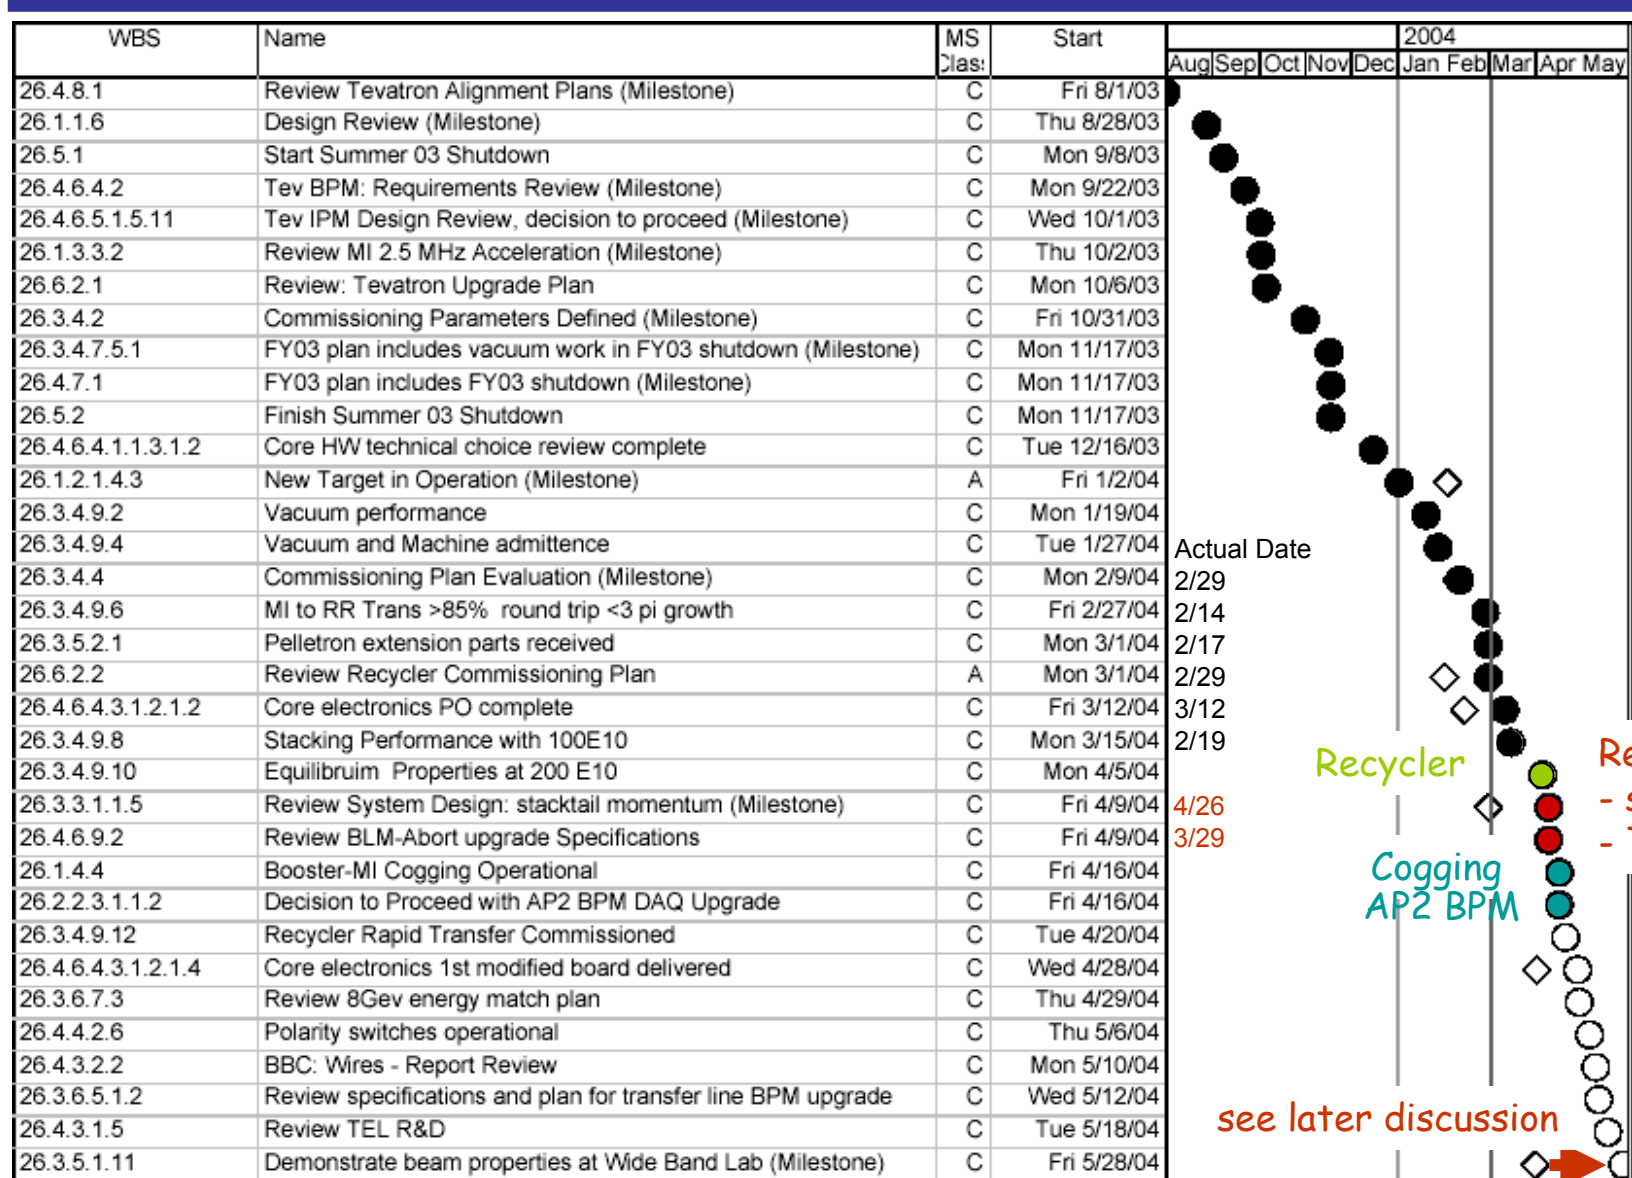 WBS Name MS Class Start 2004
Aug Sep Oct Nov Dec Jan Feb Mar Apr May
26.4.8.1 Review Tevatron Alignment Plans (Milestone) C Fri 8/1/03
26.1.1.6 Design Review (Milestone) C Thu 8/28/03
26.5.1 Start Summer 03 Shutdown C Mon 9/8/03
26.4.6.4.2 Tev BPM: Requirements Review (Milestone) C Mon 9/22/03
26.4.6.5.1.5.11 Tev IPM Design Review, decision to proceed (Milestone) C Wed 10/1/03
26.1.3.3.2 Review MI 2.5 MHz Acceleration (Milestone) C Thu 10/2/03
26.6.2.1 Review: Tevatron Upgrade Plan C Mon 10/6/03
26.3.4.2 Commissioning Parameters Defined (Milestone) C Fri 10/31/03
26.3.4.7.5.1 FY03 plan includes vacuum work in FY03 shutdown (Milestone) C Mon 11/17/03
26.4.7.1 FY03 plan includes FY03 shutdown (Milestone) C Mon 11/17/03
26.5.2 Finish Summer 03 Shutdown C Mon 11/17/03
26.4.6.4.1.1.3.1.2 Core HW technical choice review complete C Tue 12/16/03
26.1.2.1.4.3 New Target in Operation (Milestone) A Fri 1/2/04
26.3.4.9.2 Vacuum performance C Mon 1/19/04
26.3.4.9.4 Vacuum and Machine admittence C Tue 1/27/04 Actual Date
26.3.4.4 Commissioning Plan Evaluation (Milestone) C Mon 2/9/04 2/29
26.3.4.9.6 MI to RR Trans >85% round trip <3 pi growth C Fri 2/27/04 2/14
26.3.5.2.1 Pelletron extension parts received C Mon 3/1/04 2/17
26.6.2.2 Review Recycler Commissioning Plan A Mon 3/1/04 2/29
26.4.6.4.3.1.2.1.2 Core electronics PO complete C Fri 3/12/04 3/12
26.3.4.9.8 Stacking Performance with 100E10 C Mon 3/15/04 2/19
26.3.4.9.10 Equilibruim Properties at 200 E10 C Mon 4/5/04 Recycler
26.3.3.1.1.5 Review System Design: stacktail momentum (Milestone) C Fri 4/9/04 4/26
26.4.6.9.2 Review BLM-Abort upgrade Specifications C Fri 4/9/04 3/29
26.1.4.4 Booster-MI Cogging Operational C Fri 4/16/04 Cogging
26.2.2.3.1.1.2 Decision to Proceed with AP2 BPM DAQ Upgrade C Fri 4/16/04 AP2 BPM
26.3.4.9.12 Recycler Rapid Transfer Commissioned C Tue 4/20/04
26.4.6.4.3.1.2.1.4 Core electronics 1st modified board delivered C Wed 4/28/04
26.3.6.7.3 Review 8Gev energy match plan C Thu 4/29/04
26.4.4.2.6 Polarity switches operational C Thu 5/6/04
26.4.3.2.2 BBC: Wires - Report Review C Mon 5/10/04
26.3.6.5.1.2 Review specifications and plan for transfer line BPM upgrade C Wed 5/12/04
26.4.3.1.5 Review TEL R&D C Tue 5/18/04 see later discussion
26.3.5.1.11 Demonstrate beam properties at Wide Band Lab (Milestone) C Fri 5/28/04